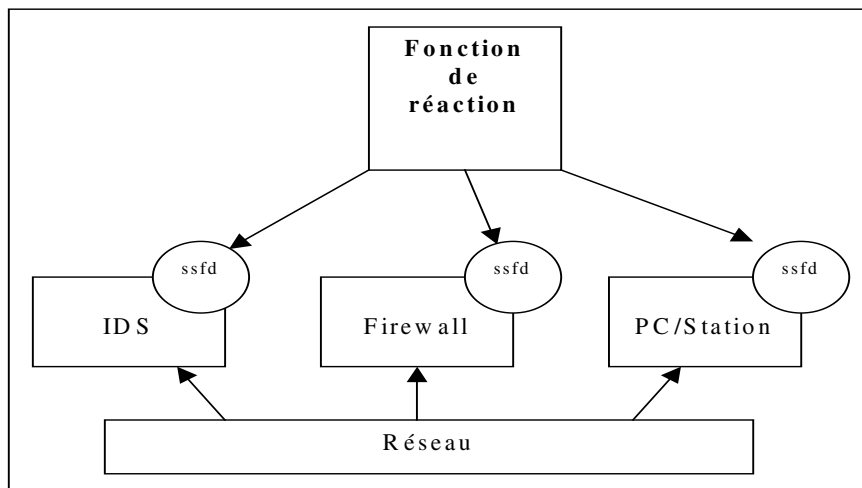 Fonction
de
réaction
ssfd
ssfd
ssfd
IDS
Firewall
PC/Station
Réseau